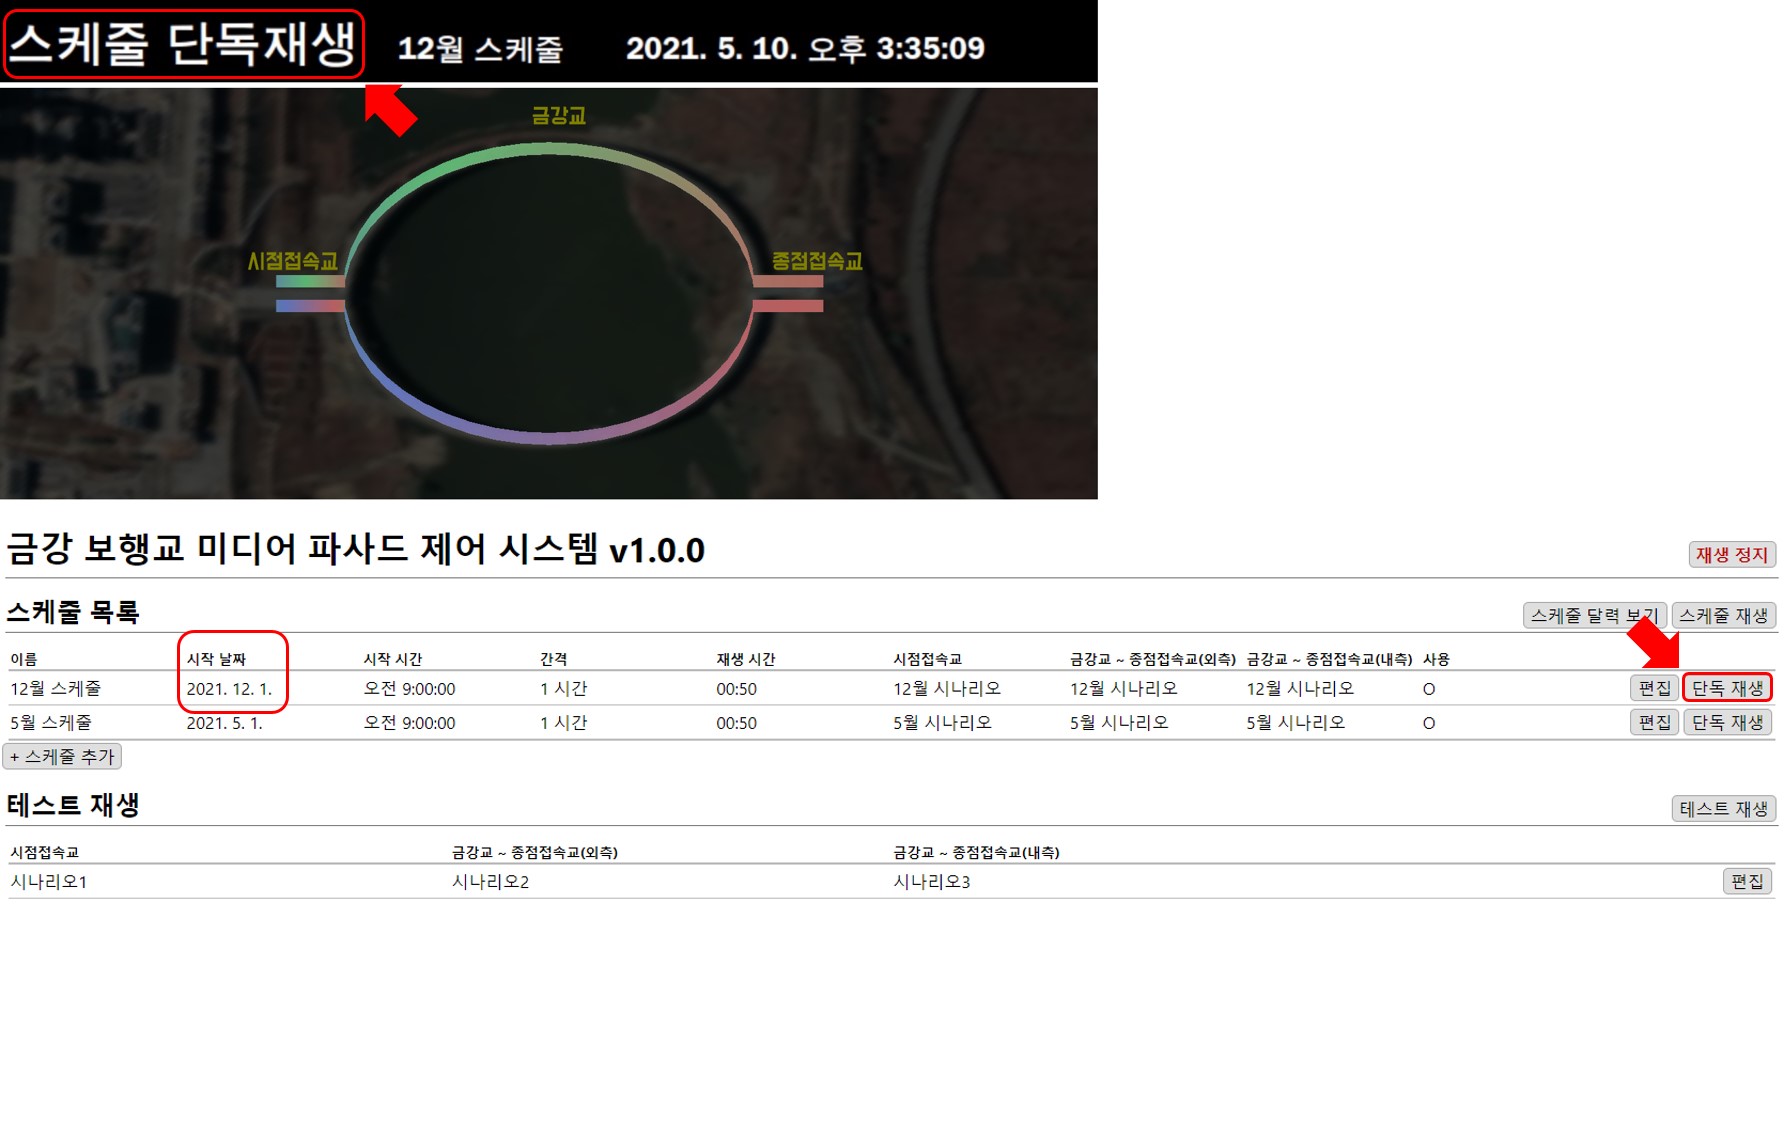 스케줄 단독재생 12월 스케줄 2021. 5. 10. 오후 3:35:09
금강교
시점접속교 종점접속교
금강 보행교 미디어 파사드 제어 시스템 v1.0.0 재생 정지
스케줄 목록 스케줄 달력 보기 스케줄 재생
이름 시작 날짜 시작 시간 간격 재생 시간 시점접속교 금강교 ~ 종점접속교(외측) 금강교 ~ 종점접속교(내측) 사용
12월 스케줄 2021. 12. 1. 오전 9:00:00 1 시간 00:50 12월 시나리오 12월 시나리오 12월 시나리오 O 편집 단독 재생
5월 스케줄 2021. 5. 1. 오전 9:00:00 1 시간 00:50 5월 시나리오 5월 시나리오 5월 시나리오 O 편집 단독 재생
+ 스케줄 추가
테스트 재생 테스트 재생
시점접속교 금강교 ~ 종점접속교(외측) 금강교 ~ 종점접속교(내측)
시나리오1 시나리오2 시나리오3 편집